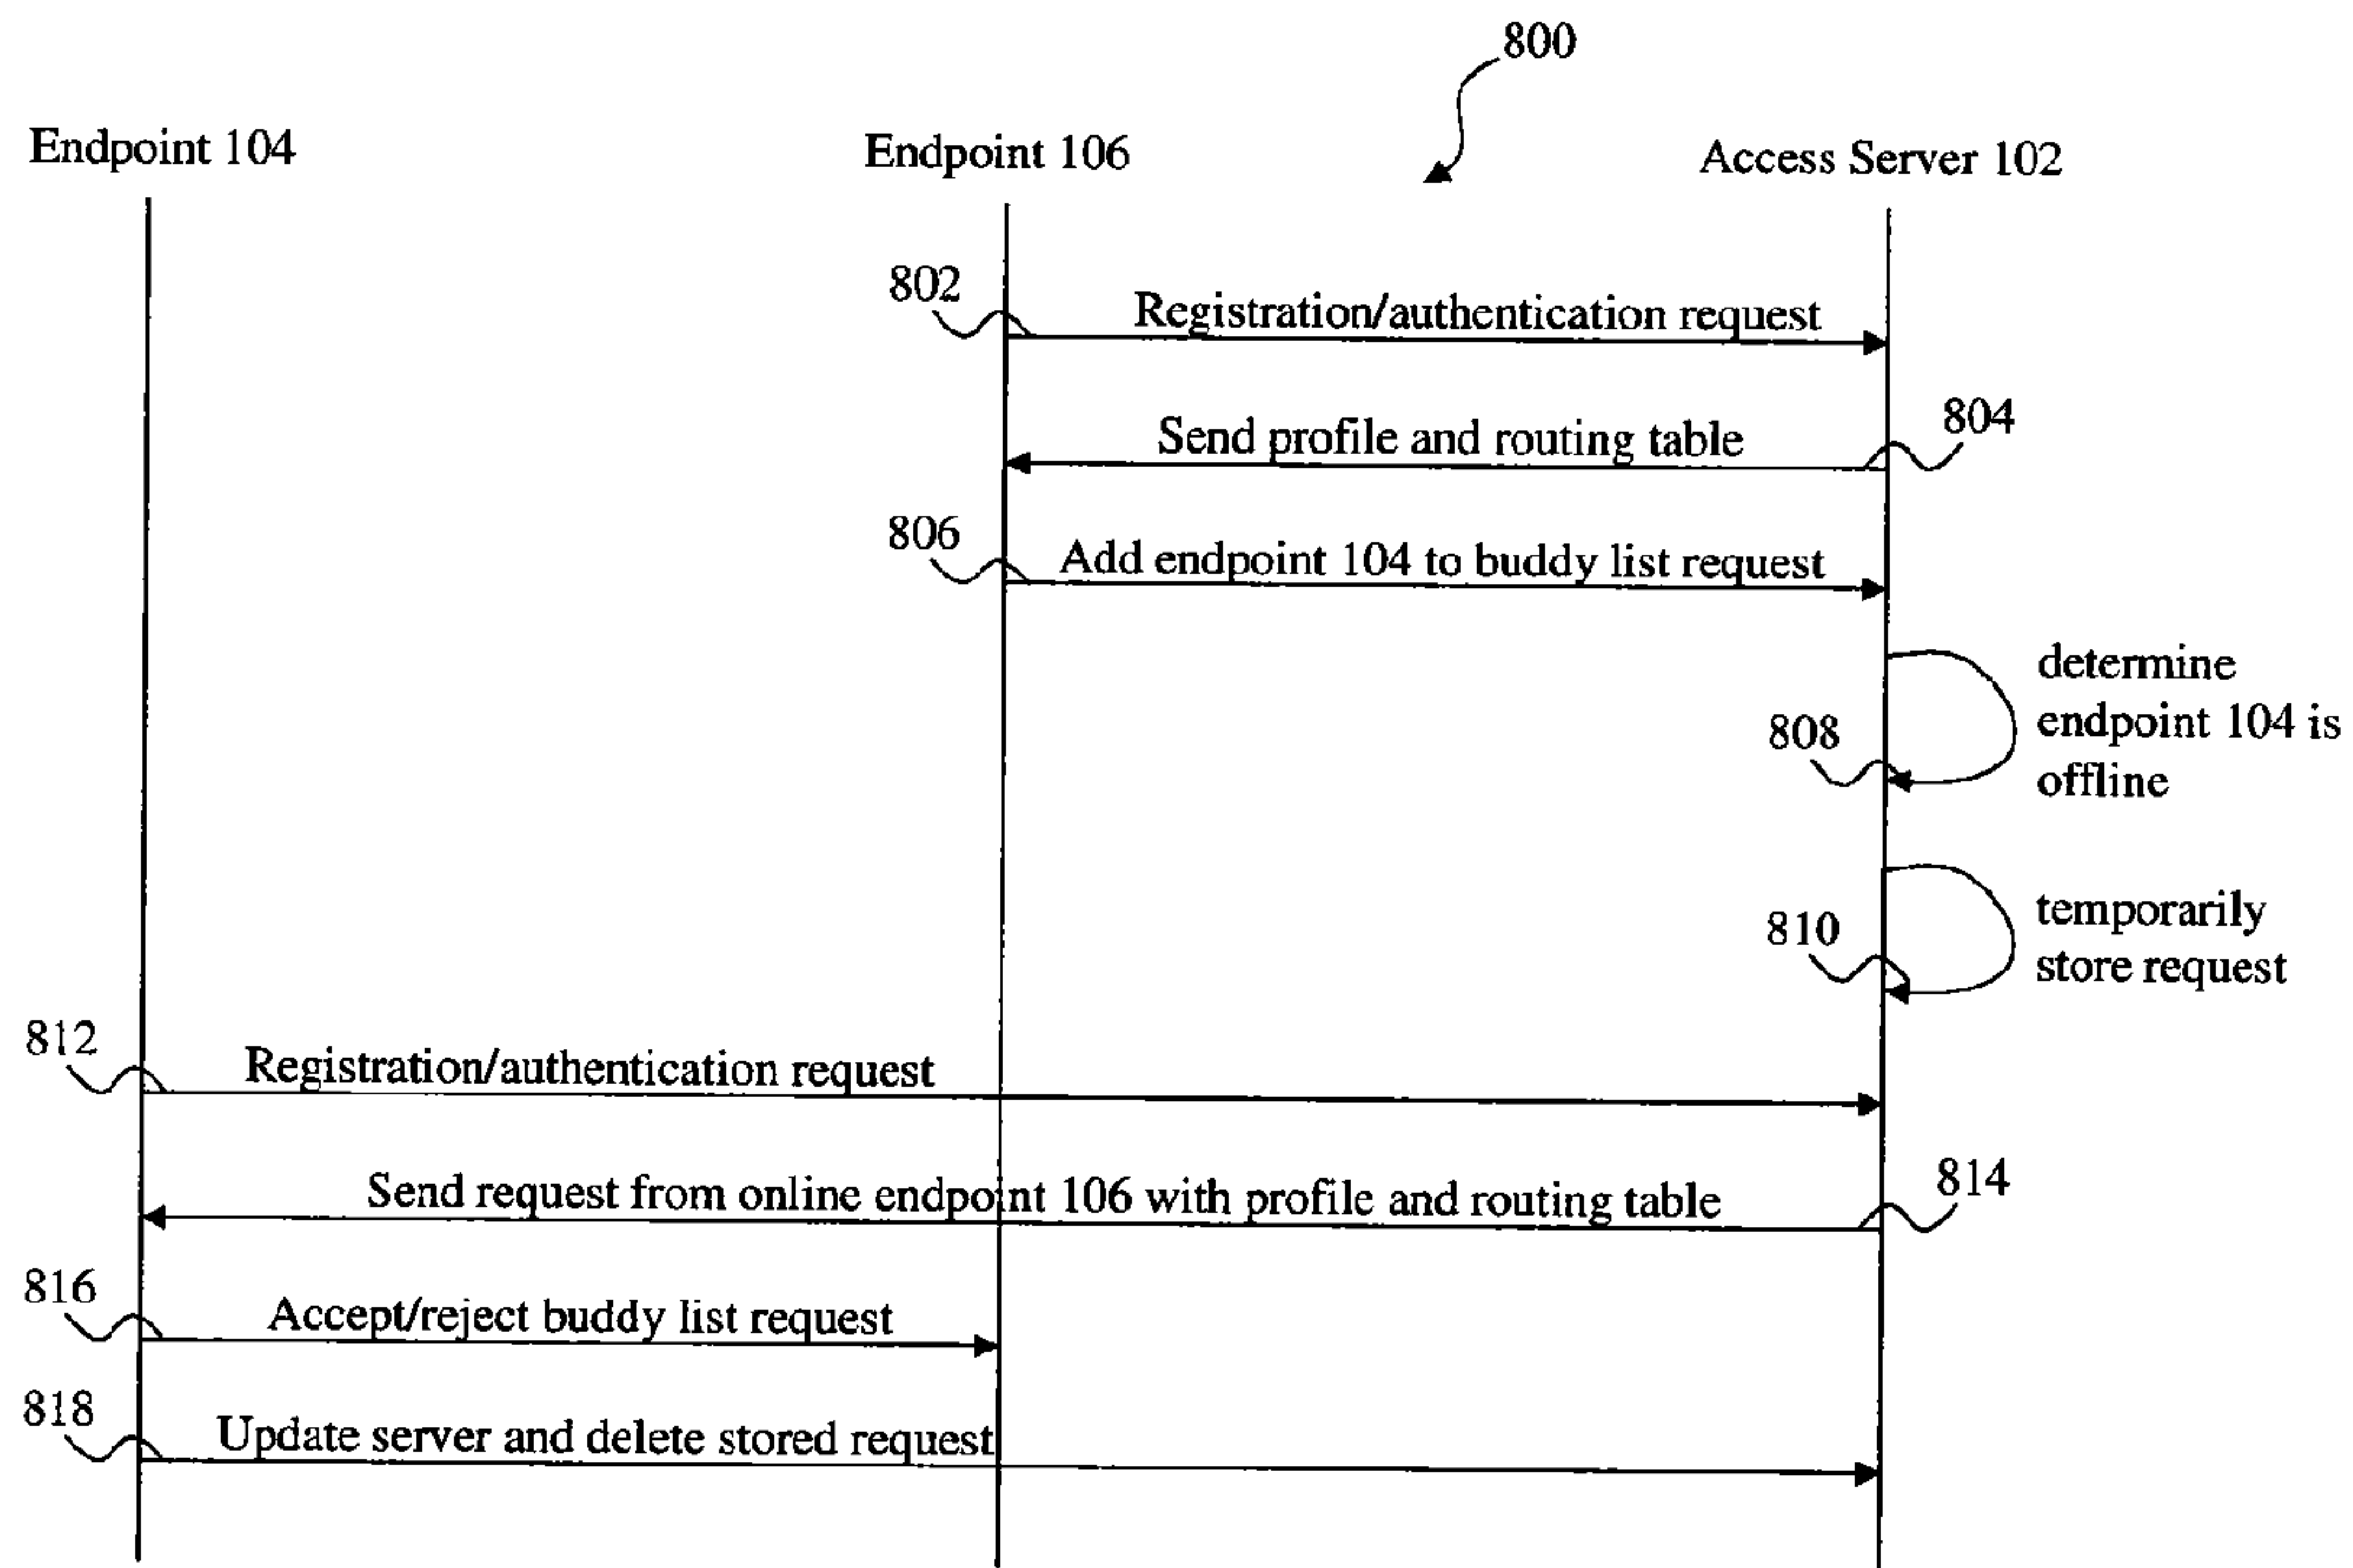 800
Endpoint 104
Endpoint 106
Access Server 102
802
Registration/authentication request
804
Send profile and routing table
806
Add endpoint 104 to buddy list request
determine
endpoint 104 is
offline
808
temporarily
store request
810
812
Registration/authentication request
814
Send request from online endpoint 106 with profile and routing table
816
Accept/reject buddy list request
818
Update server and delete stored request